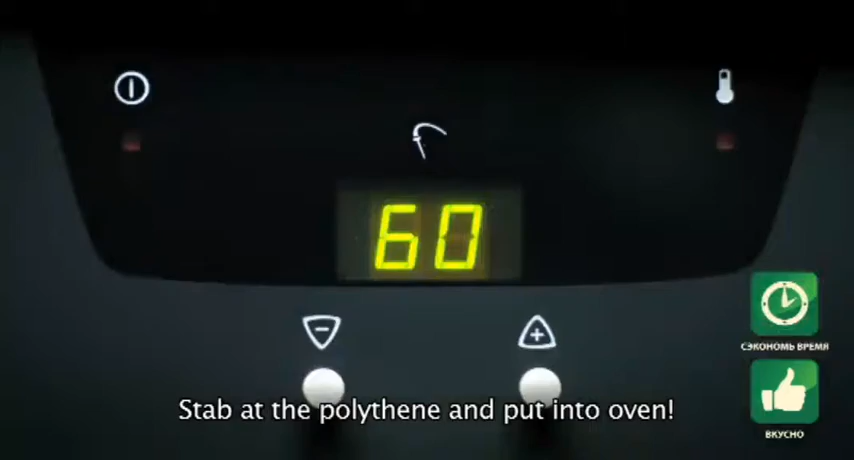 60
Stab at the polythene and put into oven!
СЭКОНОМЬ ВРЕМЯ
ВКУСНО